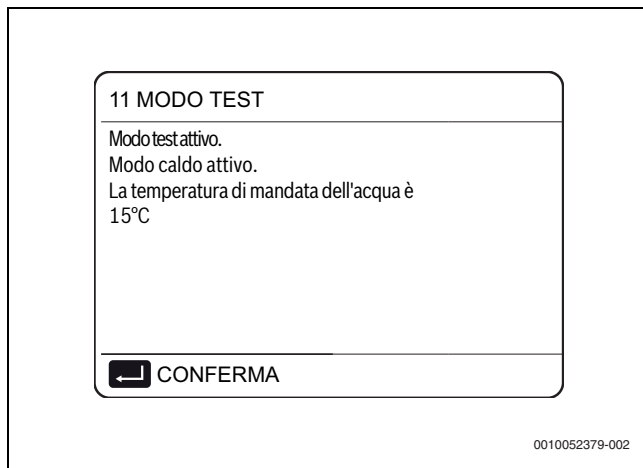 11 MODO TEST
Modo test attivo.
Modo caldo attivo.
La temperatura di mandata dell'acqua è
15°C
CONFERMA
0010052379-002